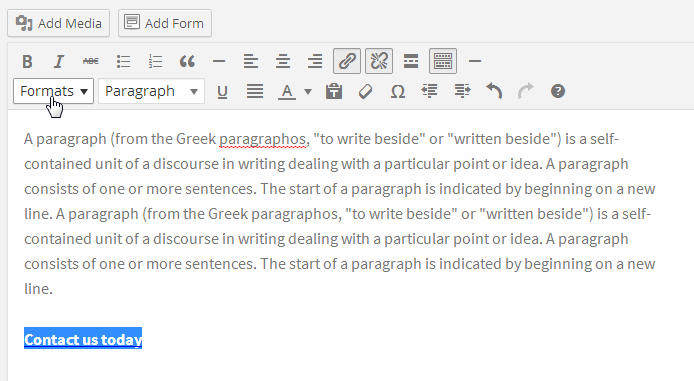 Add Media Add Form
B I ABC
Formats Paragraph U A Ω
A paragraph (from the Greek paragraphos, "to write beside" or "written beside") is a self-
contained unit of a discourse in writing dealing with a particular point or idea. A paragraph
consists of one or more sentences. The start of a paragraph is indicated by beginning on a new
line. A paragraph (from the Greek paragraphos, "to write beside" or "written beside") is a self-
contained unit of a discourse in writing dealing with a particular point or idea. A paragraph
consists of one or more sentences. The start of a paragraph is indicated by beginning on a new
line.
Contact us today